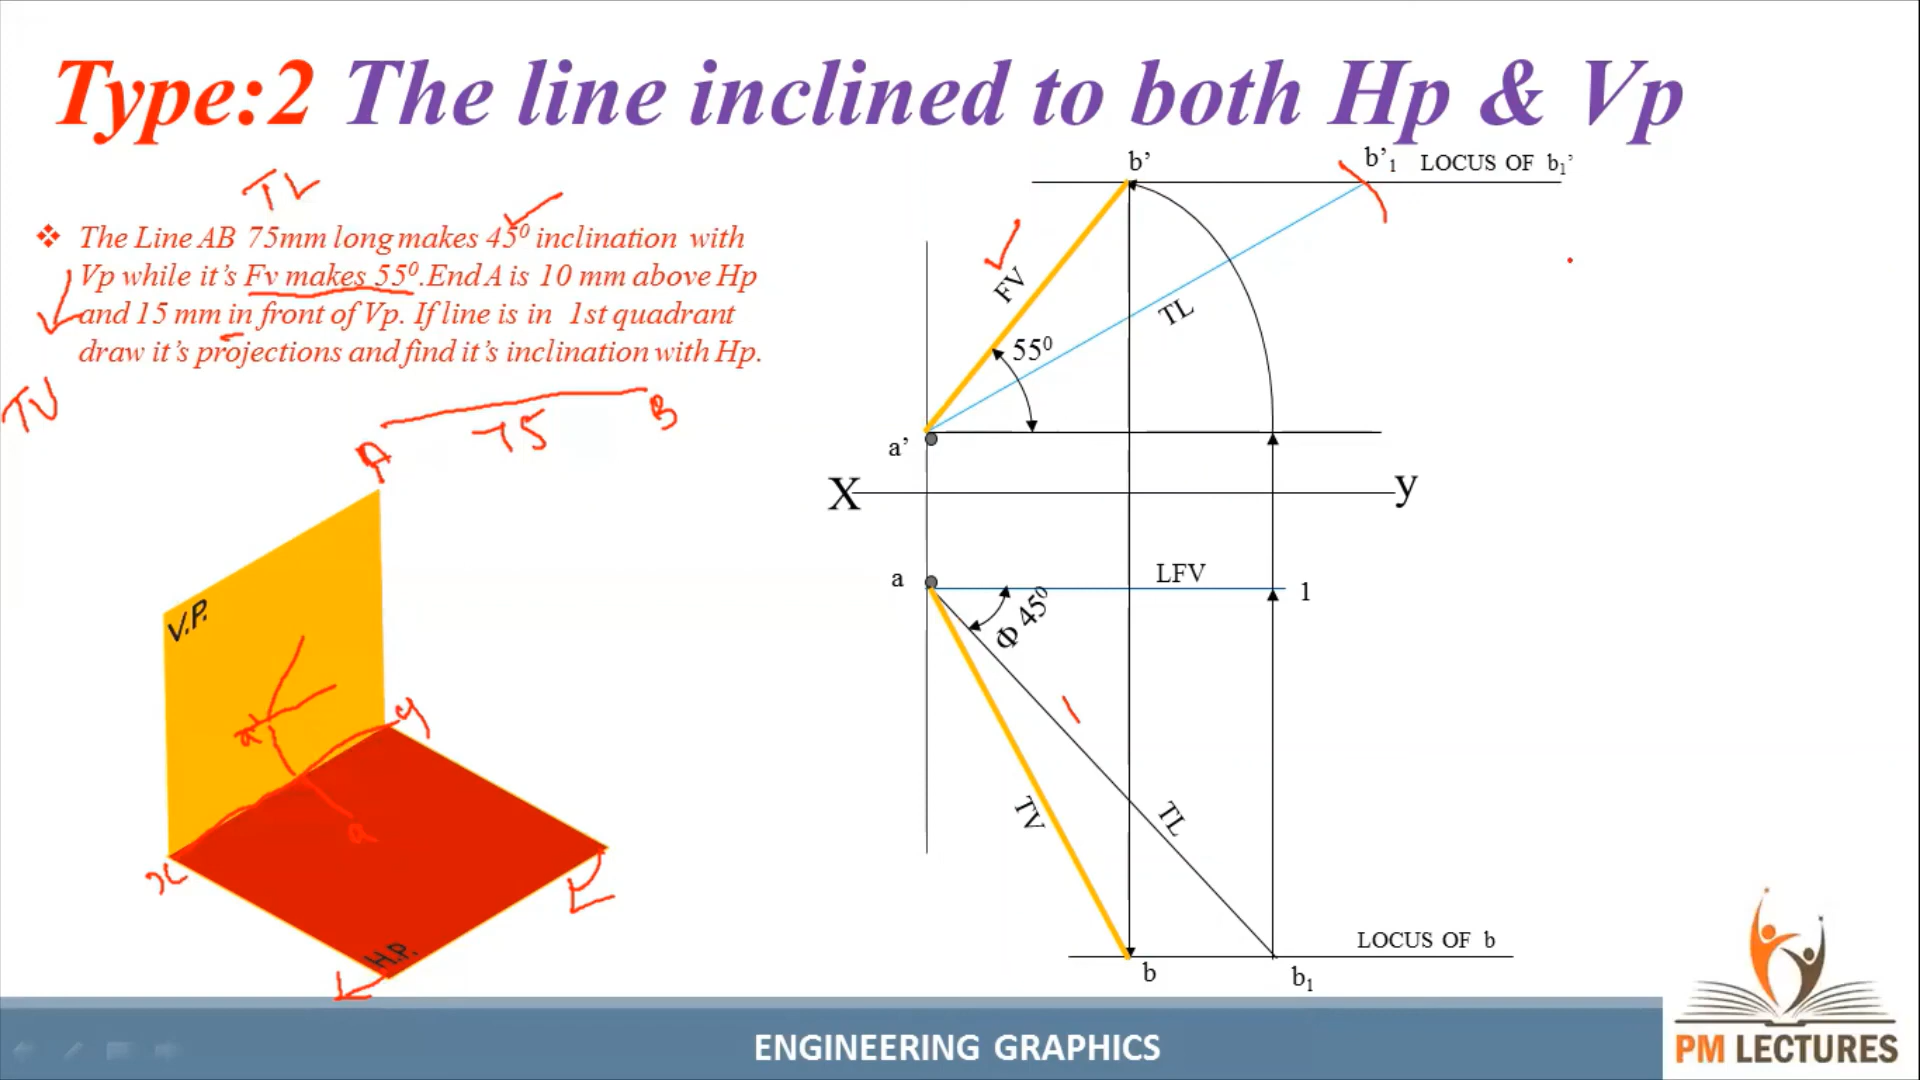 Type:2 The line inclined to both Hp & Vp
TL
❖ The Line AB 75mm long makes 45⁰ inclination with
Vp while it's Fv makes 55⁰.End A is 10 mm above Hp
and 15 mm in front of Vp. If line is in 1st quadrant
draw it's projections and find it's inclination with Hp.
TV
A
75
B
V.P.
a'
y
a
x
H.P.
b'
b'₁
LOCUS OF b₁'
FV
TL
55⁰
a'
X
y
a
LFV
1
Φ 45⁰
TV
TL
LOCUS OF b
b
b₁
ENGINEERING GRAPHICS
PM LECTURES